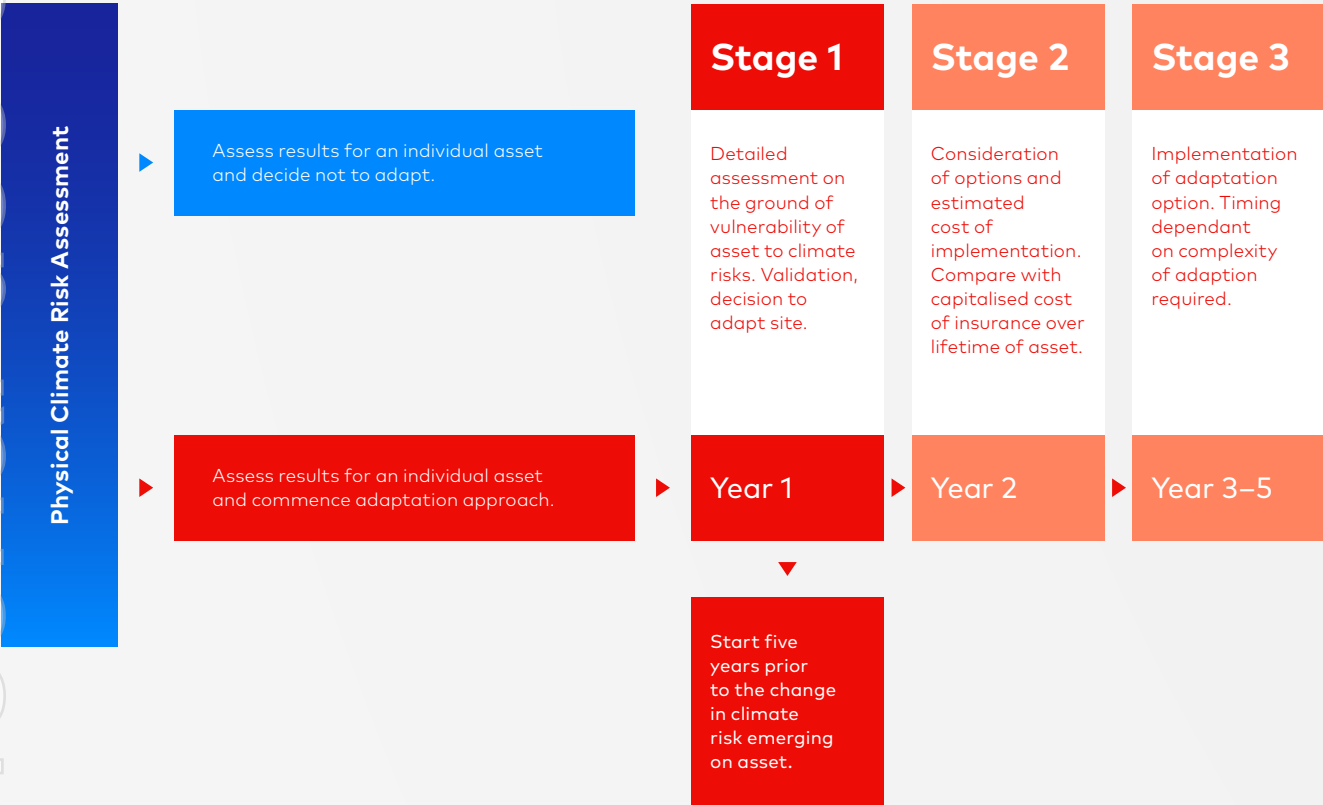 Physical Climate Risk Assessment
Assess results for an individual asset
and decide not to adapt.
Assess results for an individual asset
and commence adaptation approach.
Stage 1
Detailed
assessment on
the ground of
vulnerability of
asset to climate
risks. Validation,
decision to
adapt site.
Year 1
Start five
years prior
to the change
in climate
risk emerging
on asset.
Stage 2
Consideration
of options and
estimated
cost of
implementation.
Compare with
capitalised cost
of insurance over
lifetime of asset.
Year 2
Stage 3
Implementation
of adaptation
option. Timing
dependant
on complexity
of adaption
required.
Year 3–5